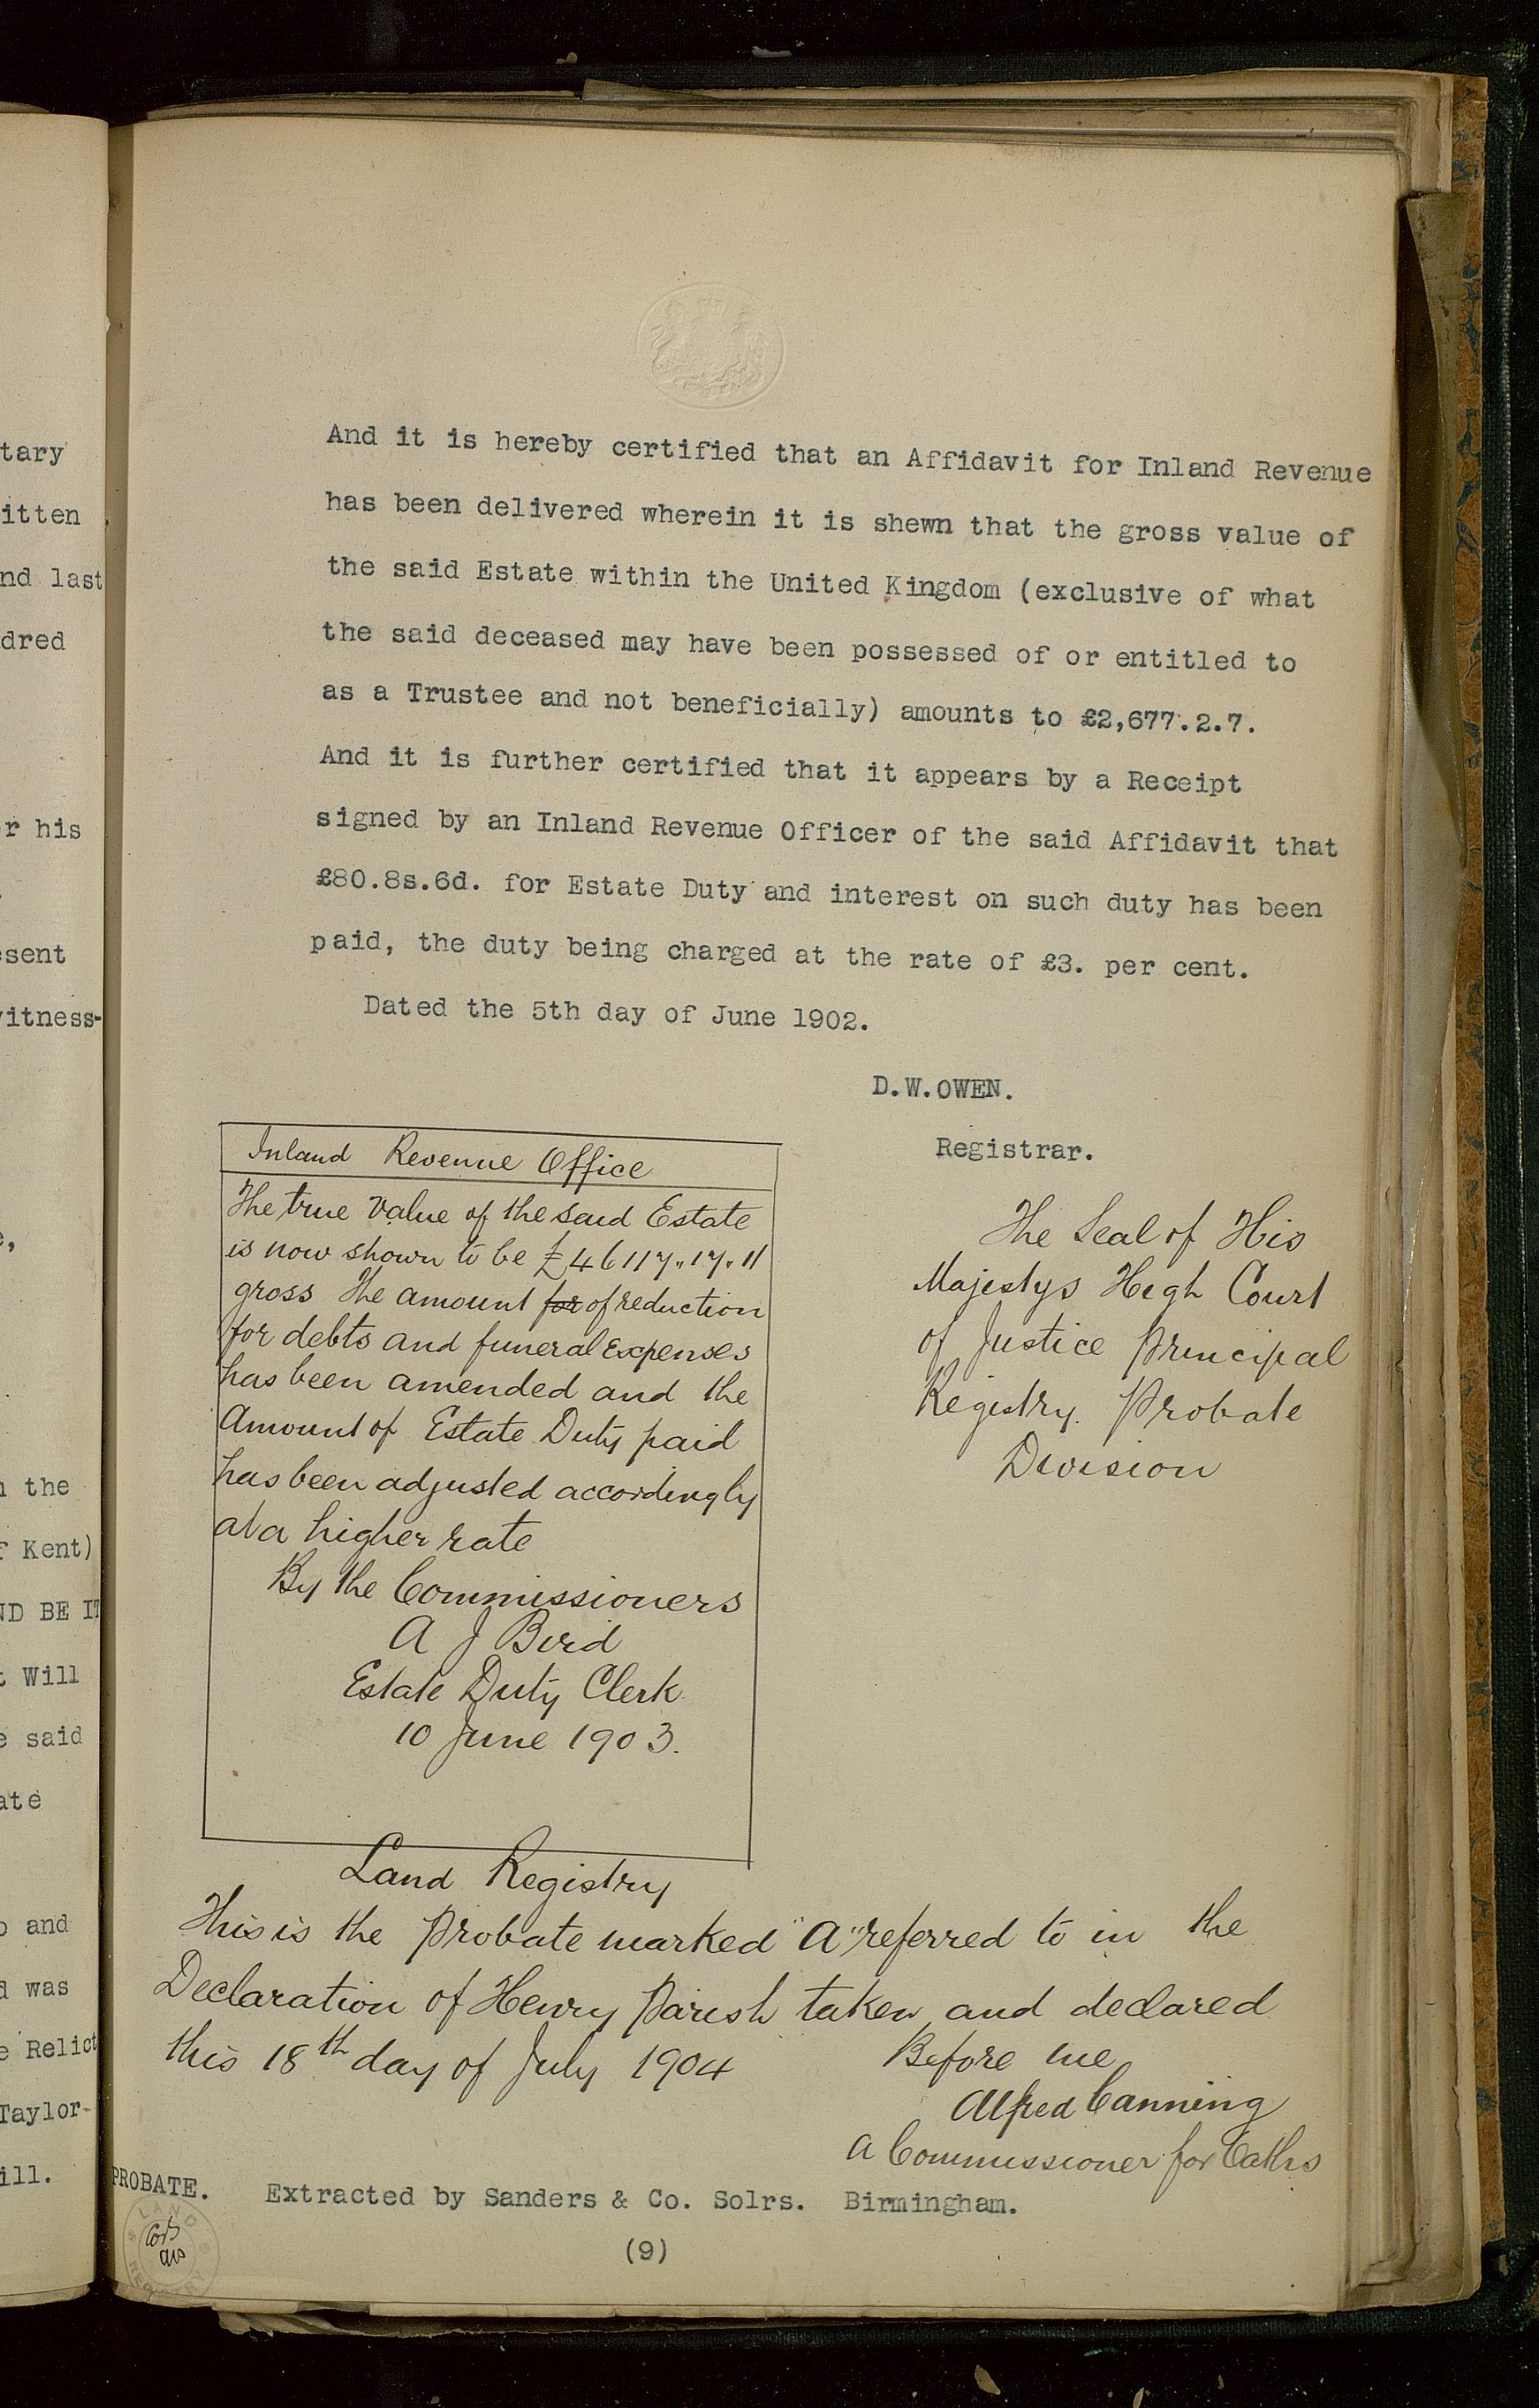 tary
itten
nd last
dred
r his
esent
witness-
e,
n the
f Kent)
ND BE IT
t Will
e said
ate
o and
d was
e Relict
Taylor-
ill.
And it is hereby certified that an Affidavit for Inland Revenue
has been delivered wherein it is shewn that the gross value of
the said Estate within the United Kingdom (exclusive of what
the said deceased may have been possessed of or entitled to
as a Trustee and not beneficially) amounts to £2,677.2.7.
And it is further certified that it appears by a Receipt
signed by an Inland Revenue Officer of the said Affidavit that
£80.8s.6d. for Estate Duty and interest on such duty has been
paid, the duty being charged at the rate of £3. per cent.
Dated the 5th day of June 1902.
D.W.OWEN.
Registrar.
Inland Revenue Office
The true value of the said Estate
is now shown to be £46117„17„11
gross The amount for of reduction
for debts and funeral Expenses
has been amended and the
Amount of Estate Duty paid
has been adjusted accordingly
at a higher rate
By the Commissioners
A J Bird
Estate Duty Clerk
10 June 1903.
The Seal of His
Majestys High Court
of Justice Principal
Registry. Probate
Division
Land Registry
This is the Probate marked "A" referred to in the
Declaration of Henry Parish taken and declared
this 18th day of July 1904
Before me
Alfred Canning
A Commissioner for Oaths
PROBATE. Extracted by Sanders & Co. Solrs. Birmingham.
LAND REGISTRY
(9)